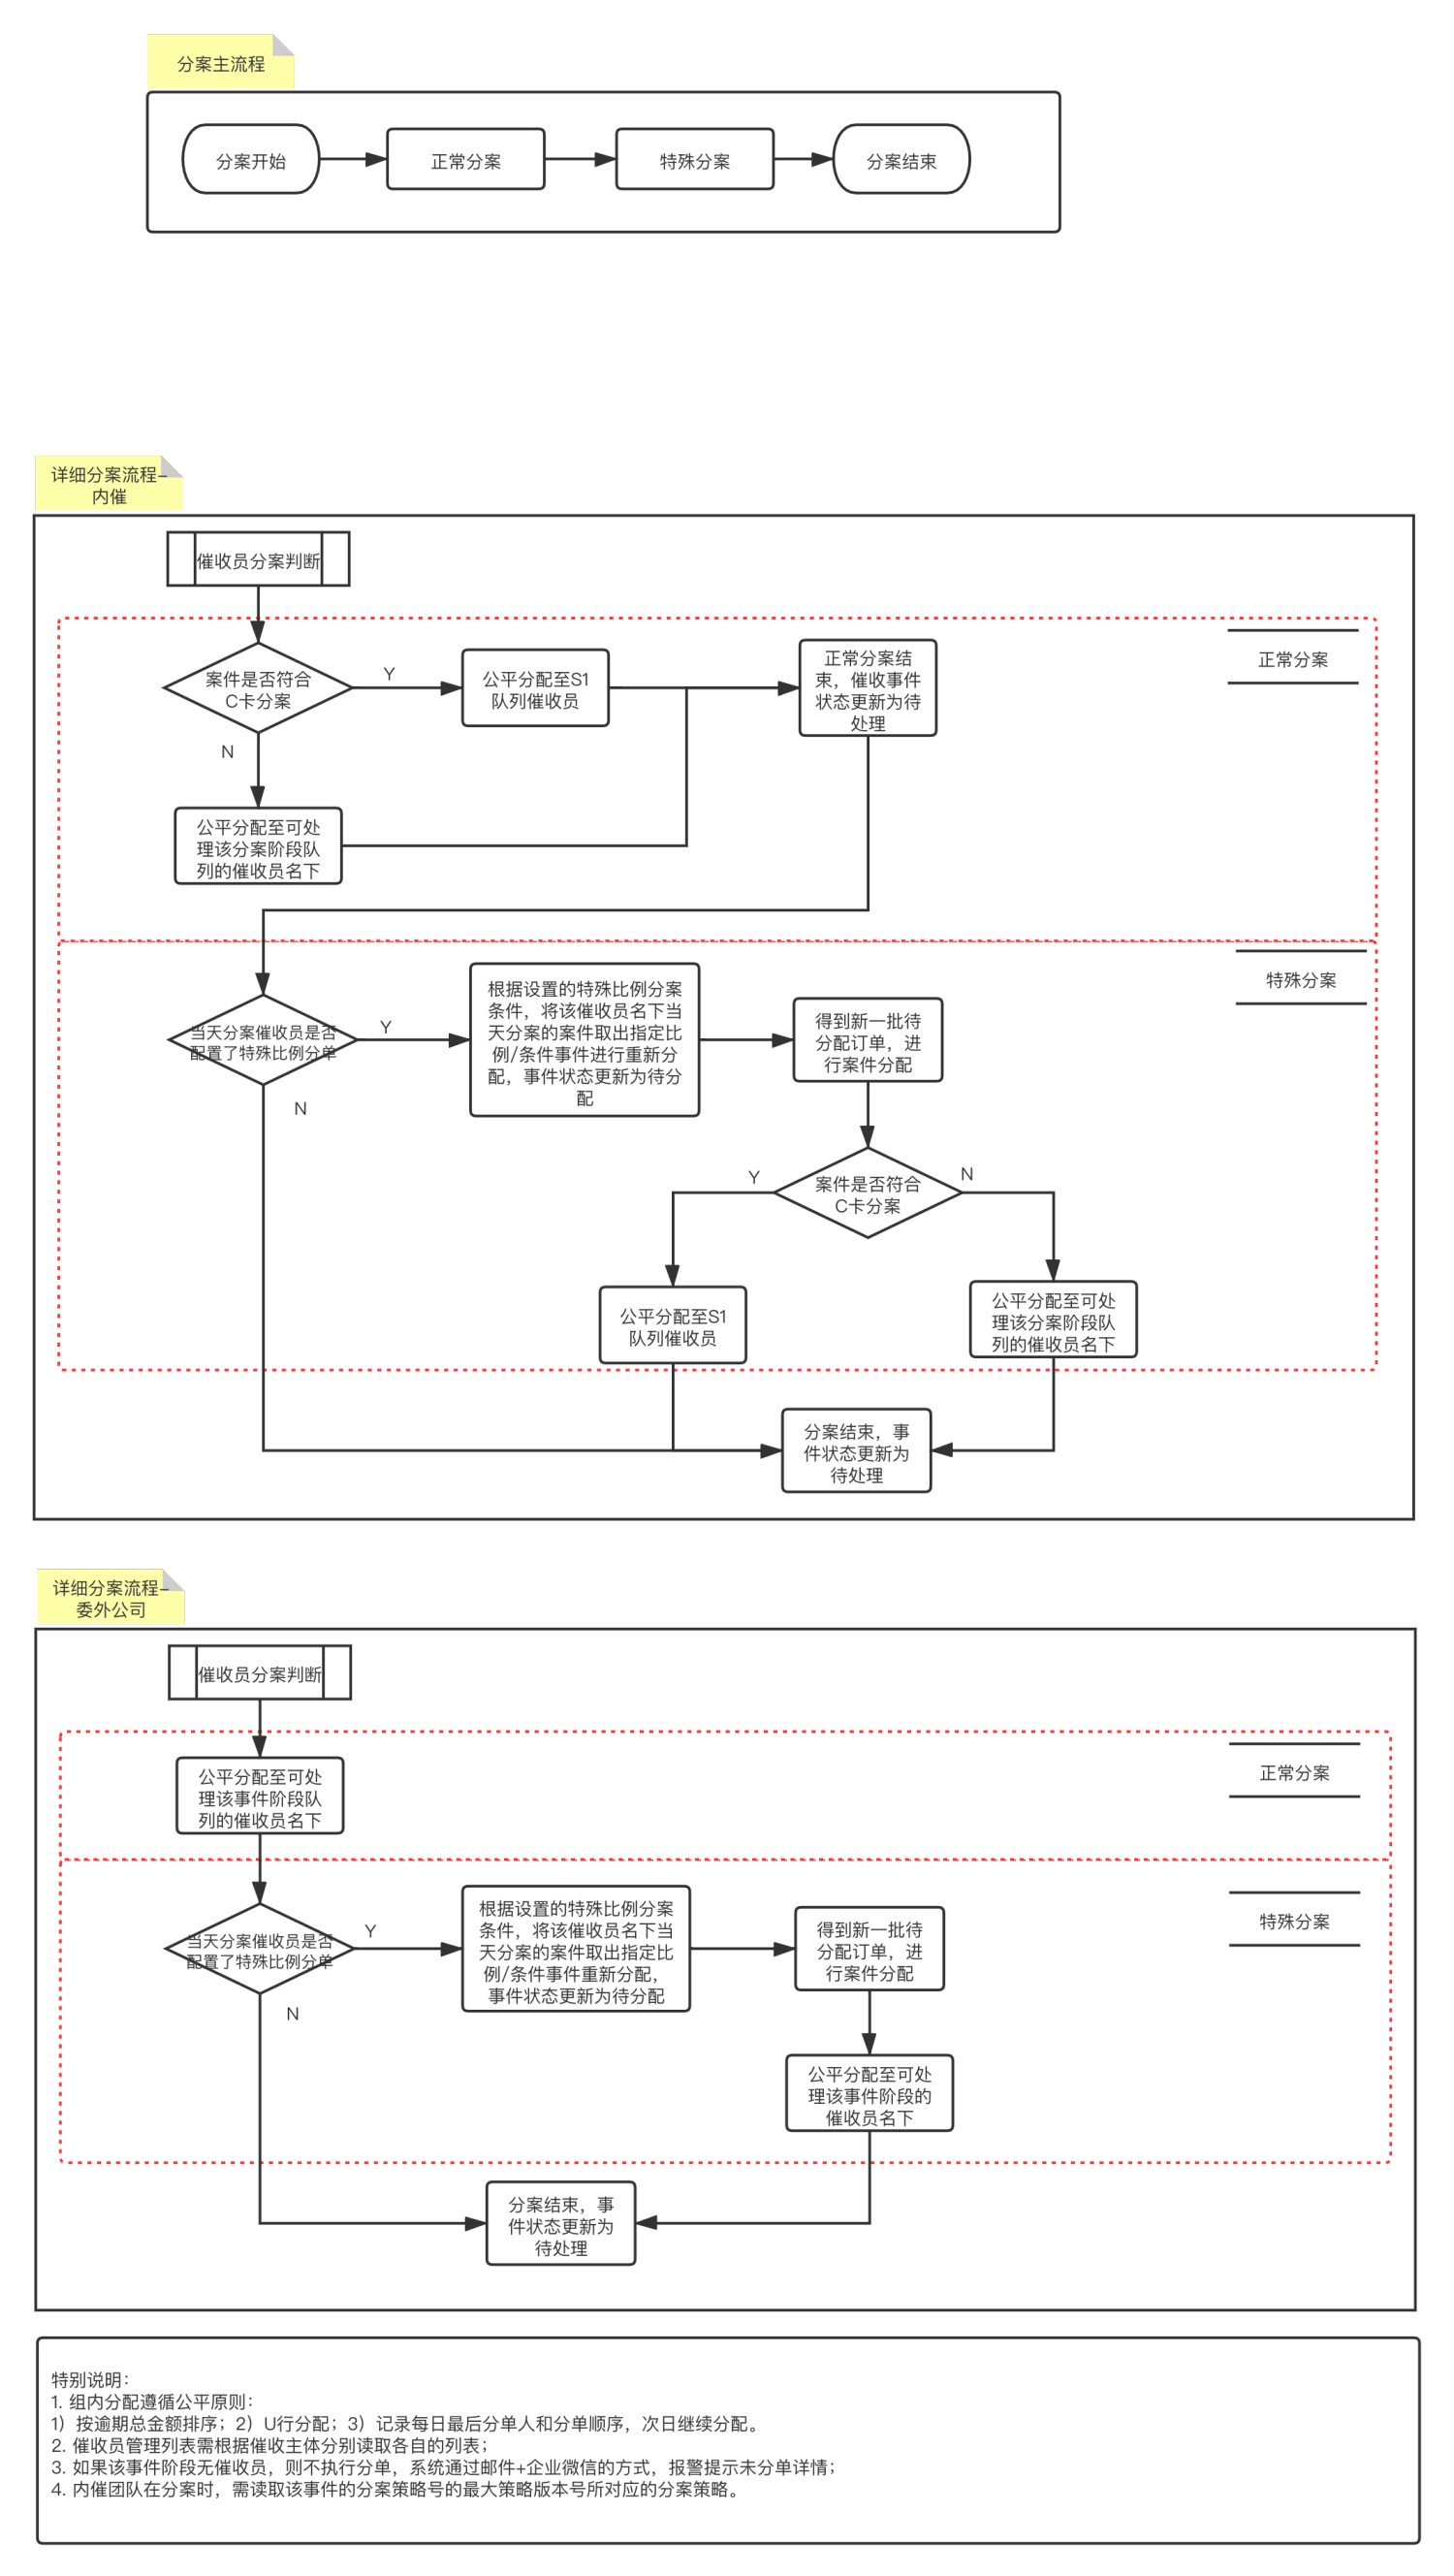 分案主流程
分案开始
正常分案
特殊分案
分案结束
详细分案流程-
内催
催收员分案判断
正常分案
案件是否符合
C卡分案
Y
公平分配至S1
队列催收员
正常分案结
束，催收事件
状态更新为待
处理
N
公平分配至可处
理该分案阶段队
列的催收员名下
特殊分案
当天分案催收员是否
配置了特殊比例分单
Y
根据设置的特殊比例分案
条件，将该催收员名下当
天分案的案件取出指定比
例/条件事件进行重新分
配，事件状态更新为待分
配
得到新一批待
分配订单，进
行案件分配
N
案件是否符合
C卡分案
Y
N
公平分配至S1
队列催收员
公平分配至可处
理该分案阶段队
列的催收员名下
分案结束，事
件状态更新为
待处理
详细分案流程-
委外公司
催收员分案判断
正常分案
公平分配至可处
理该事件阶段队
列的催收员名下
特殊分案
当天分案催收员是否
配置了特殊比例分单
Y
根据设置的特殊比例分案
条件，将该催收员名下当
天分案的案件取出指定比
例/条件事件重新分配，
事件状态更新为待分配
得到新一批待
分配订单，进
行案件分配
N
公平分配至可处
理该事件阶段的
催收员名下
分案结束，事
件状态更新为
待处理
特别说明：
1. 组内分配遵循公平原则：
1）按逾期总金额排序；2）U行分配；3）记录每日最后分单人和分单顺序，次日继续分配。
2. 催收员管理列表需根据催收主体分别读取各自的列表；
3. 如果该事件阶段无催收员，则不执行分单，系统通过邮件+企业微信的方式，报警提示未分单详情；
4. 内催团队在分案时，需读取该事件的分案策略号的最大策略版本号所对应的分案策略。